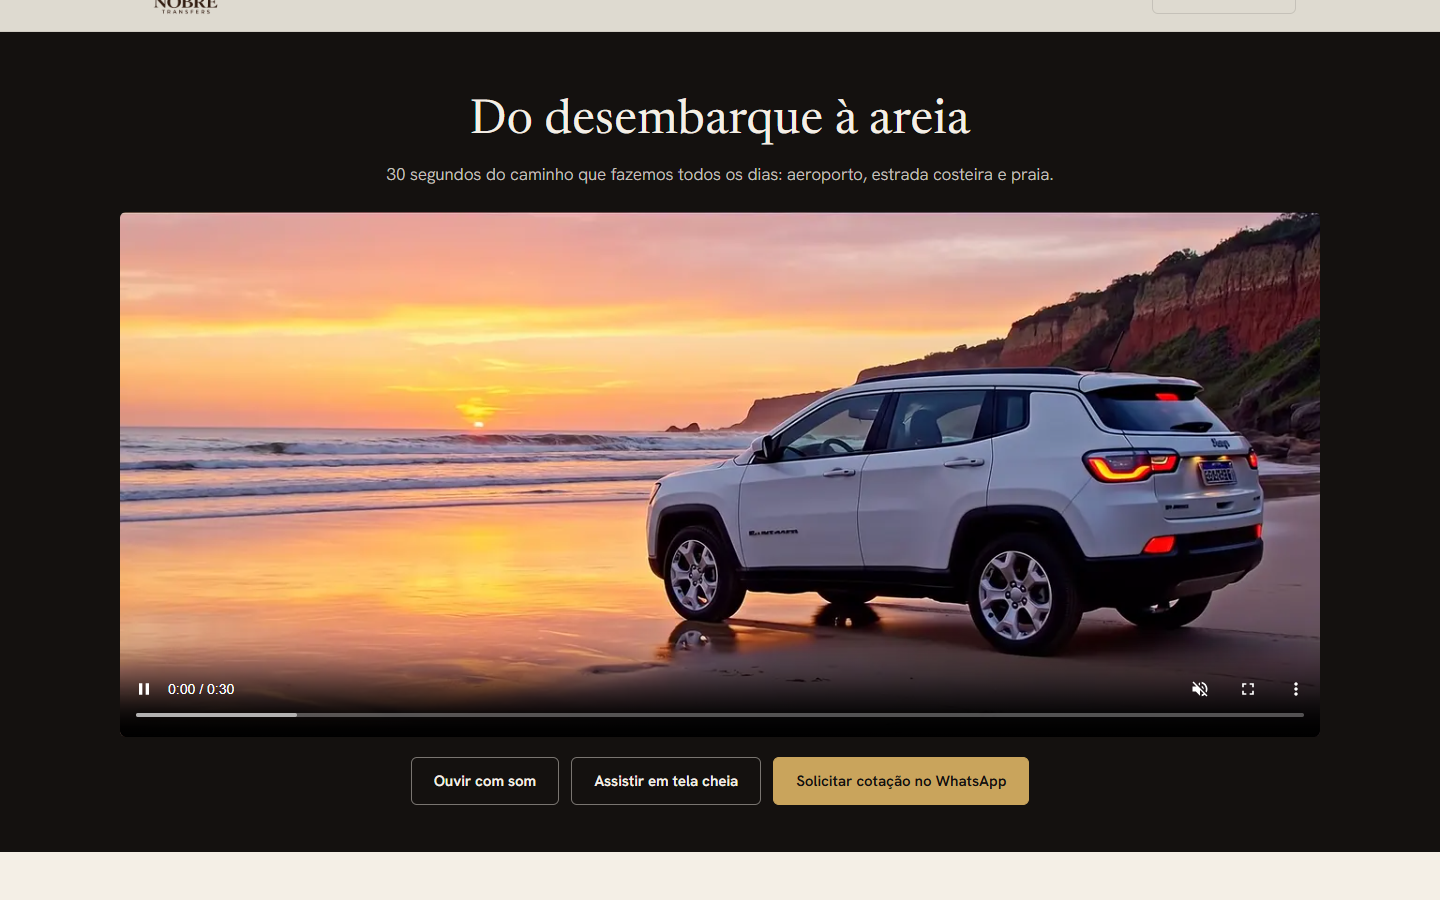 NOBRE
TRANSFERS
Do desembarque à areia
30 segundos do caminho que fazemos todos os dias: aeroporto, estrada costeira e praia.
0:00 / 0:30
Ouvir com som
Assistir em tela cheia
Solicitar cotação no WhatsApp